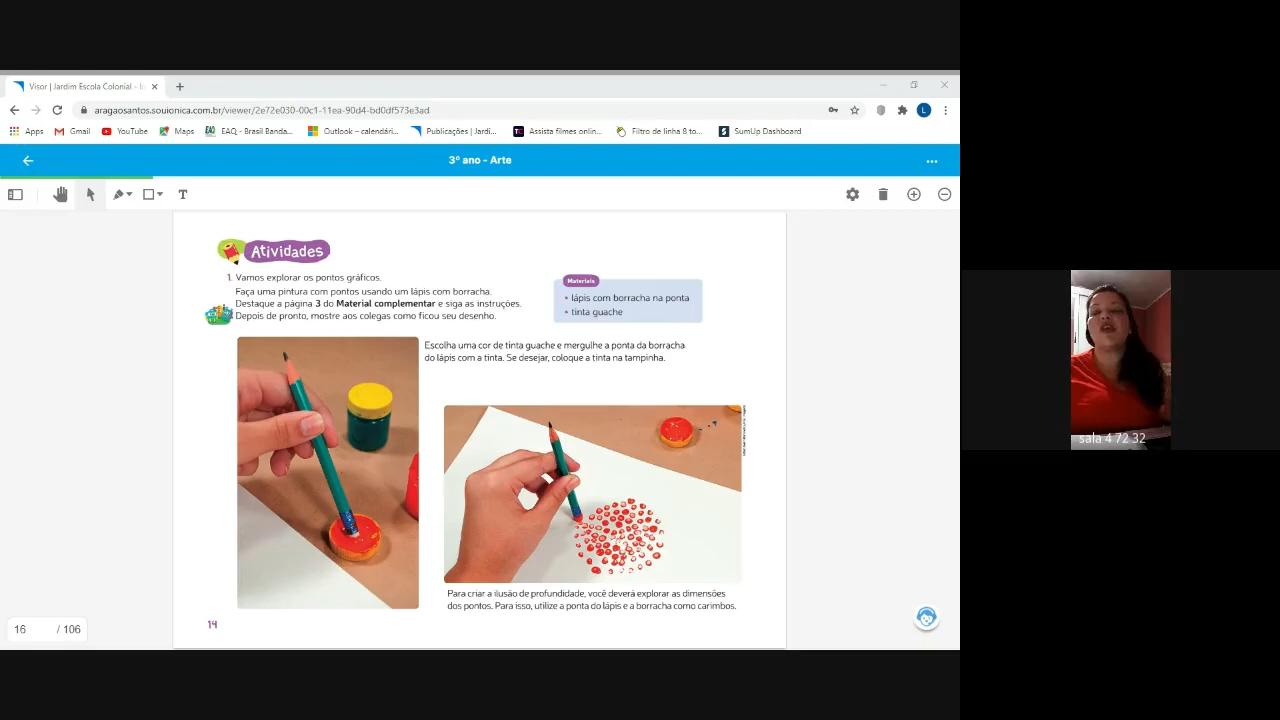 Visor | Jardim Escola Colonial - Io
aragaosantos.souionica.com.br/viewer/2e72e030-00c1-11ea-90d4-bd0df573e3ad
L
Apps
Gmail
YouTube
Maps
EAQ - Brasil Banda...
Outlook – calendári...
Publicações | Jardi...
Assista filmes onlin...
Filtro de linha 8 to...
SumUp Dashboard
3º ano - Arte
T
Atividades
1. Vamos explorar os pontos gráficos.
Faça uma pintura com pontos usando um lápis com borracha.
Destaque a página 3 do Material complementar e siga as instruções.
Depois de pronto, mostre aos colegas como ficou seu desenho.
Materiais
• lápis com borracha na ponta
• tinta guache
Escolha uma cor de tinta guache e mergulhe a ponta da borracha
do lápis com a tinta. Se desejar, coloque a tinta na tampinha.
Para criar a ilusão de profundidade, você deverá explorar as dimensões
dos pontos. Para isso, utilize a ponta do lápis e a borracha como carimbos.
14
16 / 106
sala 4 72 32